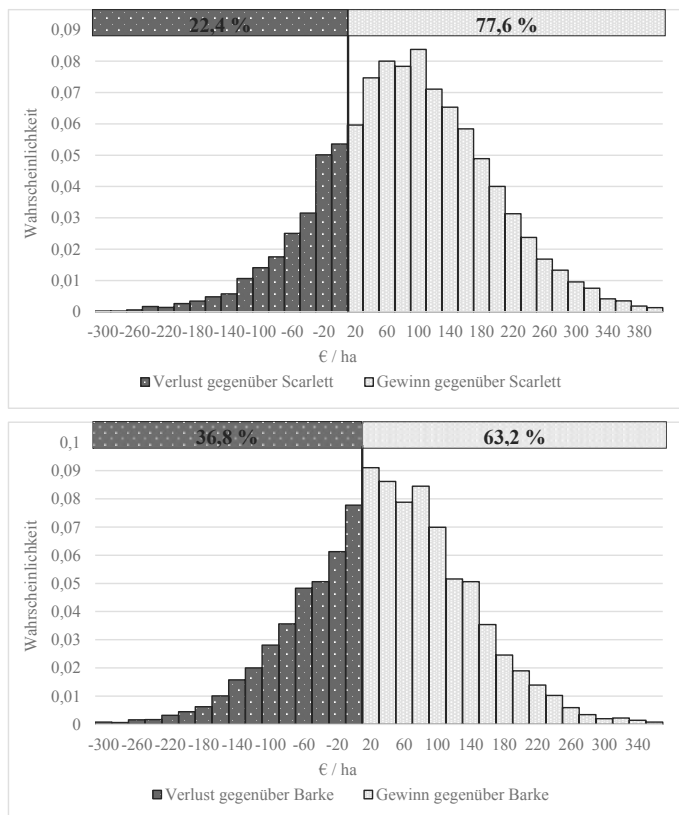 22,4 % 77,6 %
0,09
0,08
0,07
0,06
0,05
0,04
0,03
0,02
0,01
0
Wahrscheinlichkeit
-300 -260 -220 -180 -140 -100 -60 -20 20 60 100 140 180 220 260 300 340 380
€ / ha
Verlust gegenüber Scarlett Gewinn gegenüber Scarlett
36,8 % 63,2 %
0,1
0,09
0,08
0,07
0,06
0,05
0,04
0,03
0,02
0,01
0
Wahrscheinlichkeit
-300 -260 -220 -180 -140 -100 -60 -20 20 60 100 140 180 220 260 300 340
€ / ha
Verlust gegenüber Barke Gewinn gegenüber Barke